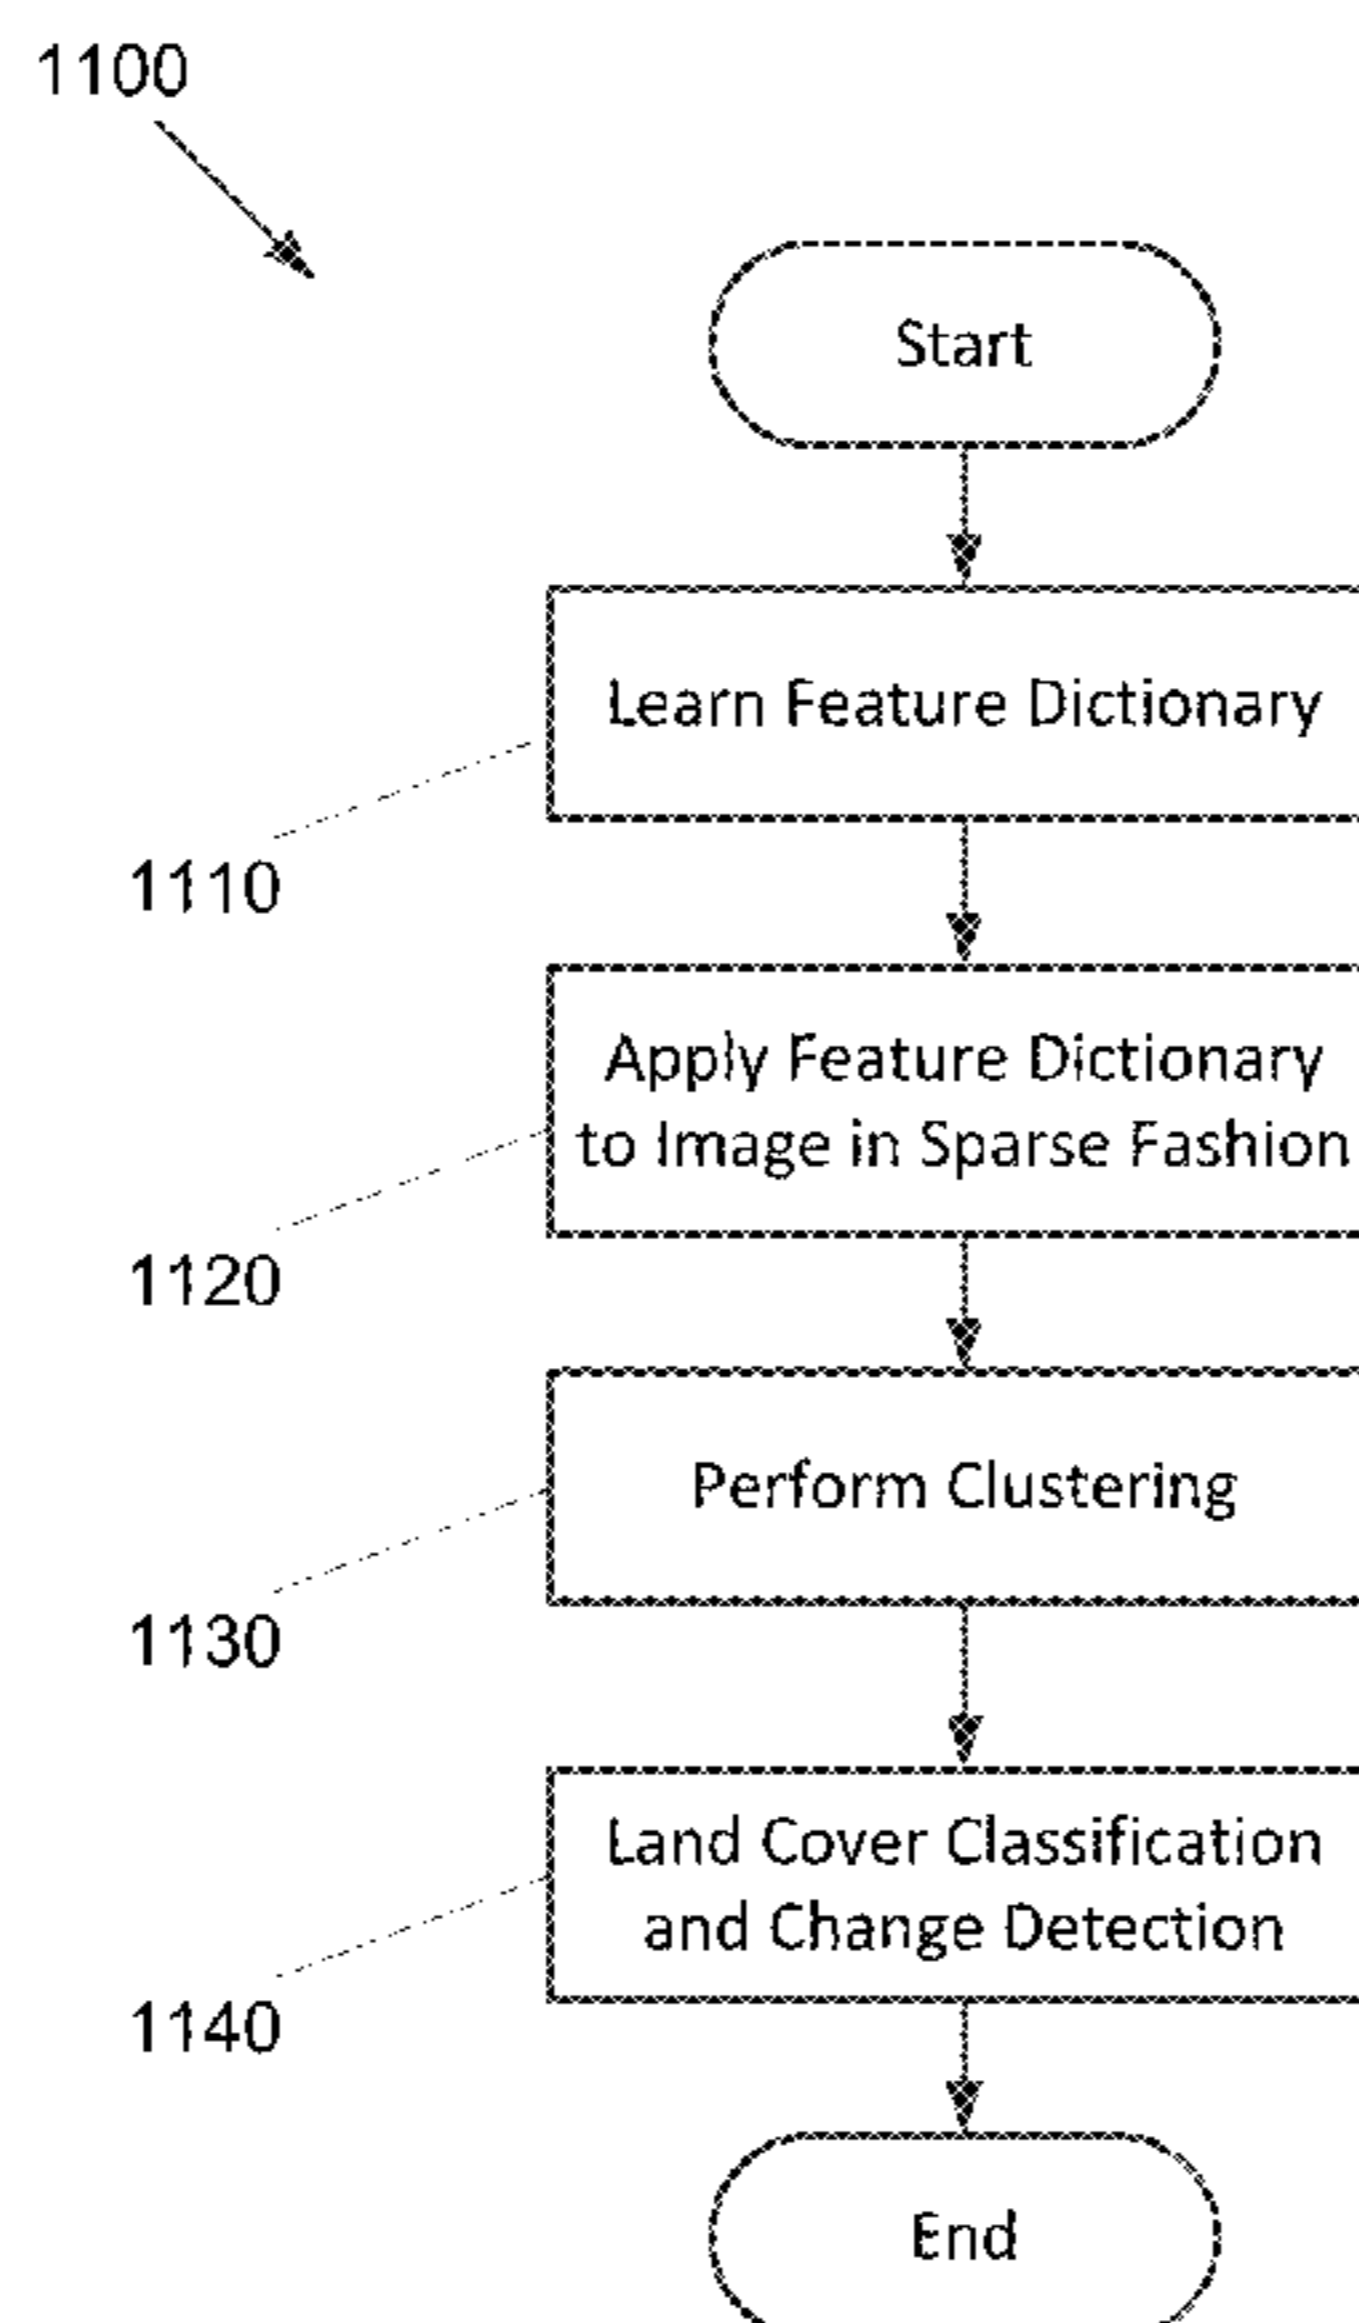 1100
Start
Learn Feature Dictionary
1110
Apply Feature Dictionary
to Image in Sparse Fashion
1120
Perform Clustering
1130
Land Cover Classification
and Change Detection
1140
End